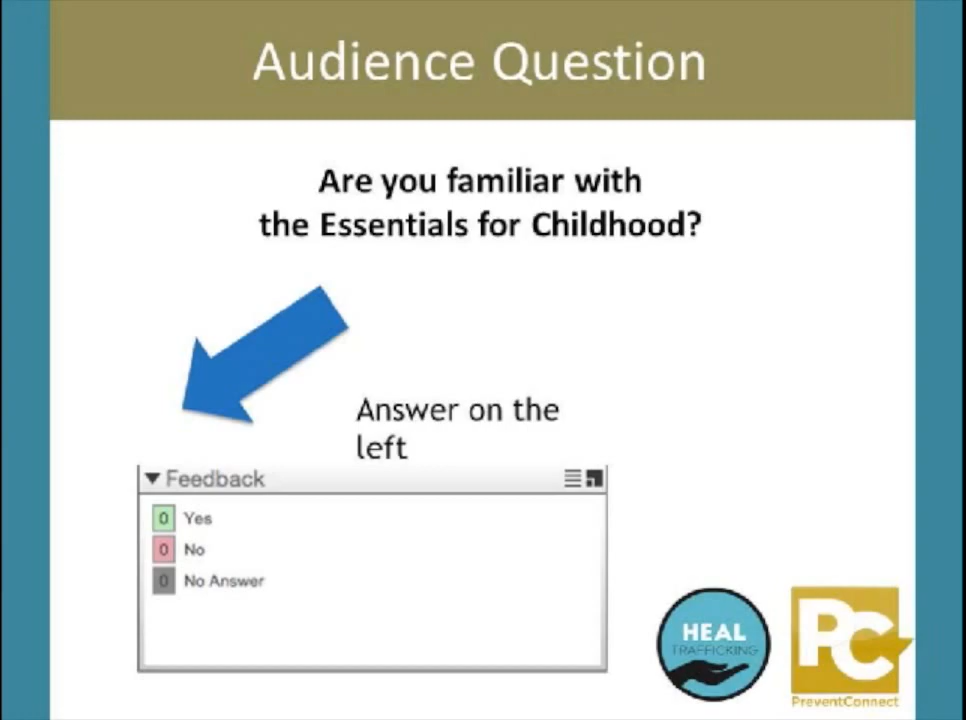 Audience Question
Are you familiar with
the Essentials for Childhood?
Answer on the
left
Feedback
0 Yes
0 No
0 No Answer
HEAL
TRAFFICKING
PC
PreventConnect